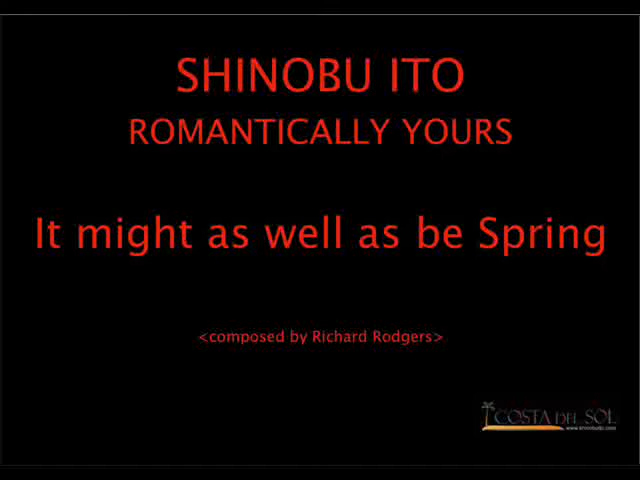 SHINOBU ITO
ROMANTICALLY YOURS
It might as well as be Spring
<composed by Richard Rodgers>
COSTA DEL SOL